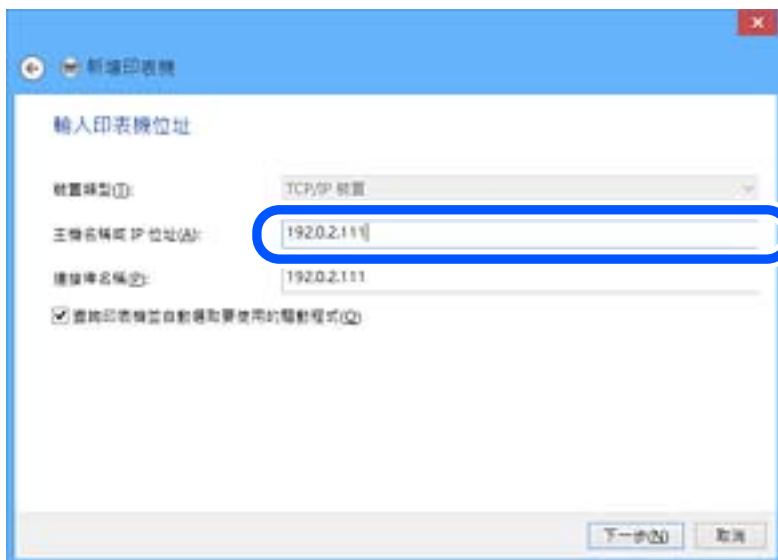 新增印表機
輸入印表機位址
裝置類型(T): TCP/IP 裝置
主機名稱或 IP 位址(A): 192.0.2.111
連接埠名稱(P): 192.0.2.111
查詢印表機並自動選取要使用的驅動程式(Q)
下一步(N) 取消